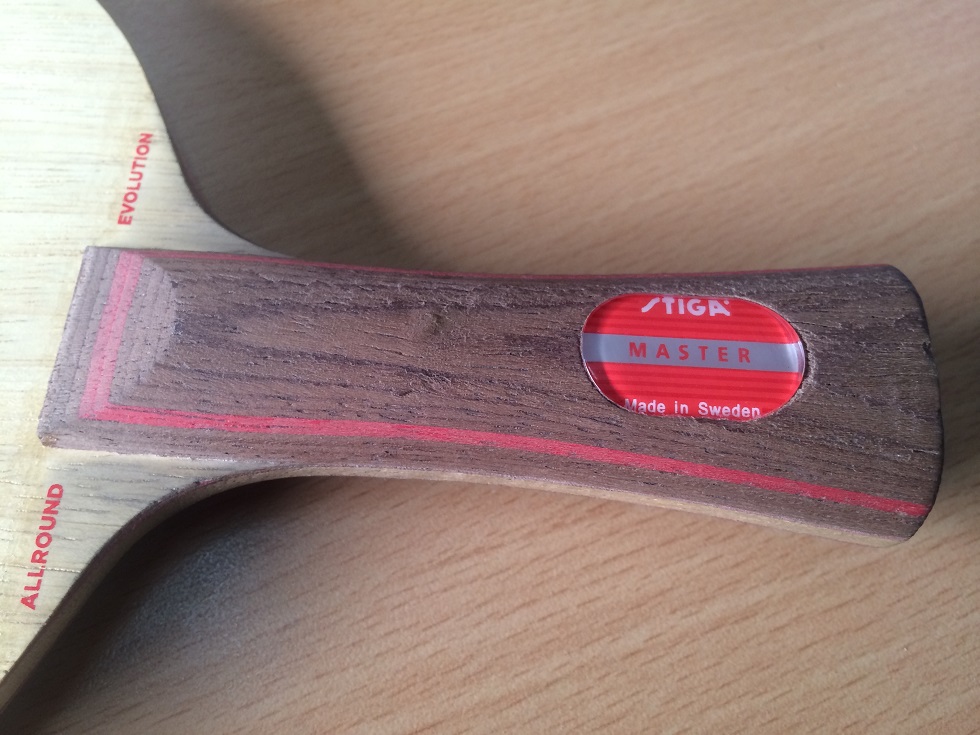 EVOLUTION
STIGA
MASTER
Made in Sweden
ALLROUND